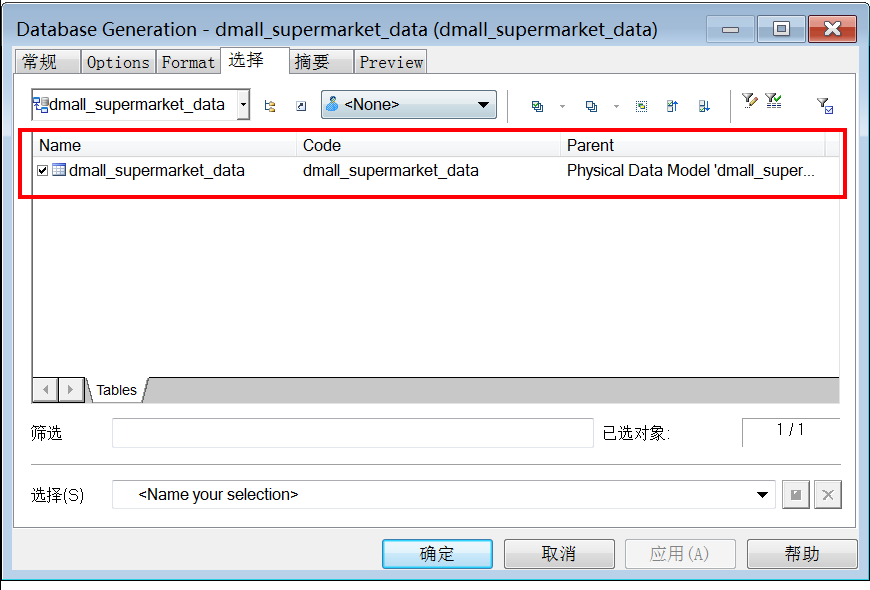 Database Generation - dmall_supermarket_data (dmall_supermarket_data)
常规 Options Format 选择 摘要 Preview
dmall_supermarket_data <None>
Name Code Parent
dmall_supermarket_data dmall_supermarket_data Physical Data Model 'dmall_super...
Tables
筛选 已选对象: 1 / 1
选择(S) <Name your selection>
确定 取消 应用(A) 帮助